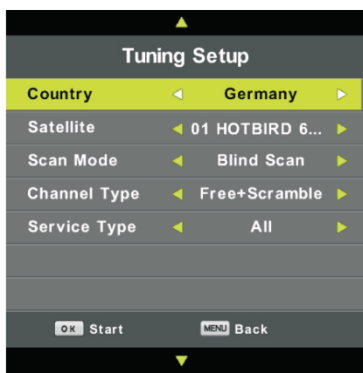 Tuning Setup
Country Germany
Satellite 01 HOTBIRD 6...
Scan Mode Blind Scan
Channel Type Free+Scramble
Service Type All
OK Start MENU Back